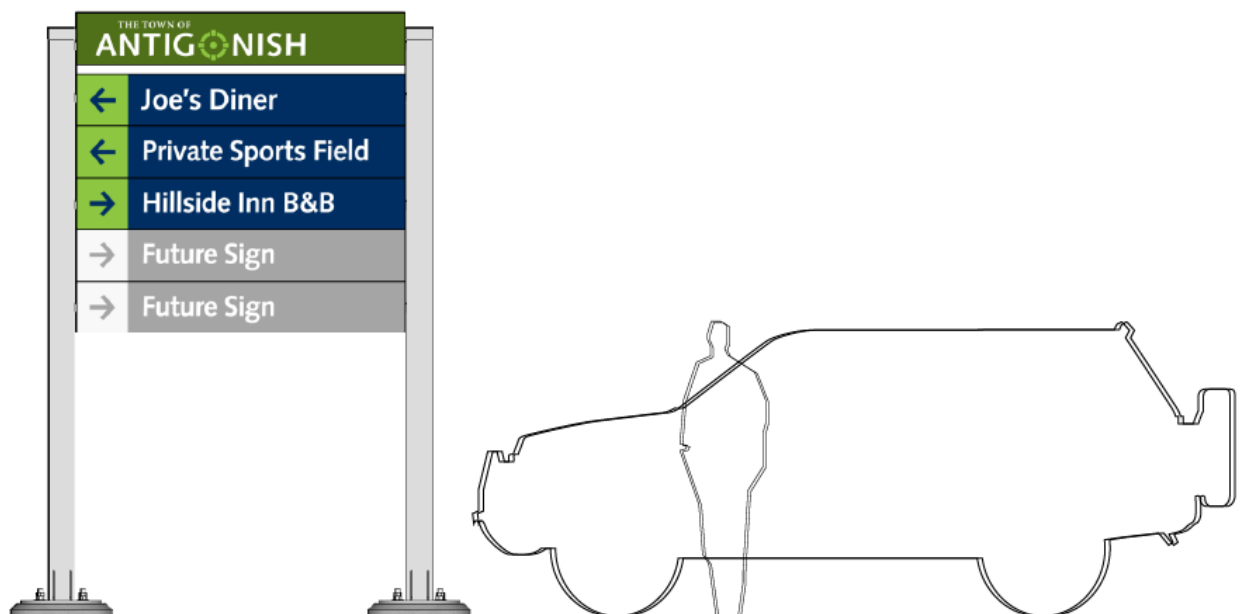 THE TOWN OF
ANTIGONISH
Joe's Diner
Private Sports Field
Hillside Inn B&B
Future Sign
Future Sign